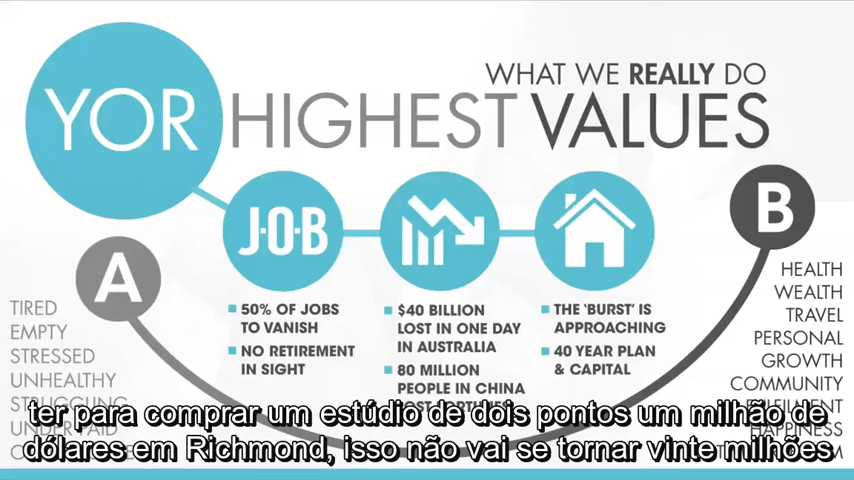 WHAT WE REALLY DO
YOR HIGHEST VALUES
J·O·B
A
B
TIRED
EMPTY
STRESSED
UNHEALTHY
50% OF JOBS
TO VANISH
NO RETIREMENT
IN SIGHT
$40 BILLION
LOST IN ONE DAY
IN AUSTRALIA
80 MILLION
PEOPLE IN CHINA
THE 'BURST' IS
APPROACHING
40 YEAR PLAN
& CAPITAL
HEALTH
WEALTH
TRAVEL
PERSONAL
GROWTH
COMMUNITY
ter para comprar um estúdio de dois pontos um milhão de
dólares em Richmond, isso não vai se tornar vinte milhões